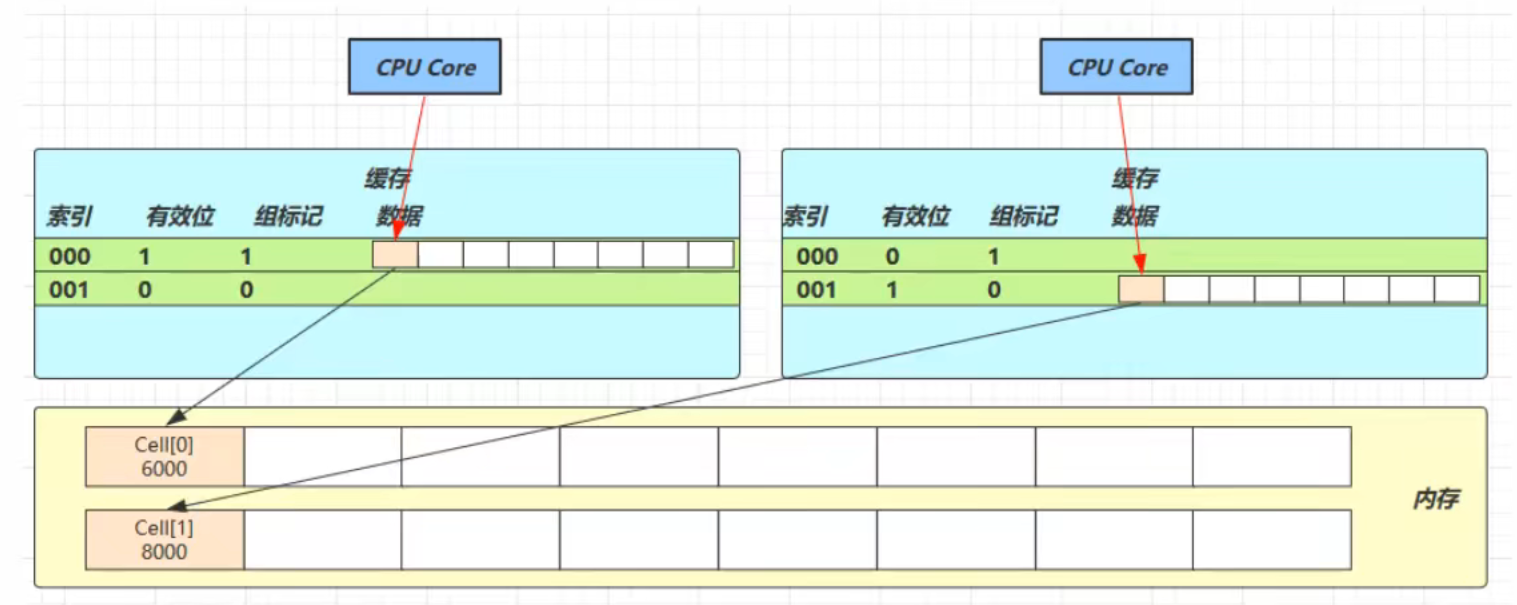 CPU Core CPU Core
缓存 缓存
索引 有效位 组标记 数据 索引 有效位 组标记 数据
000 1 1 000 0 1
001 0 0 001 1 0
Cell[0]
6000
内存
Cell[1]
8000